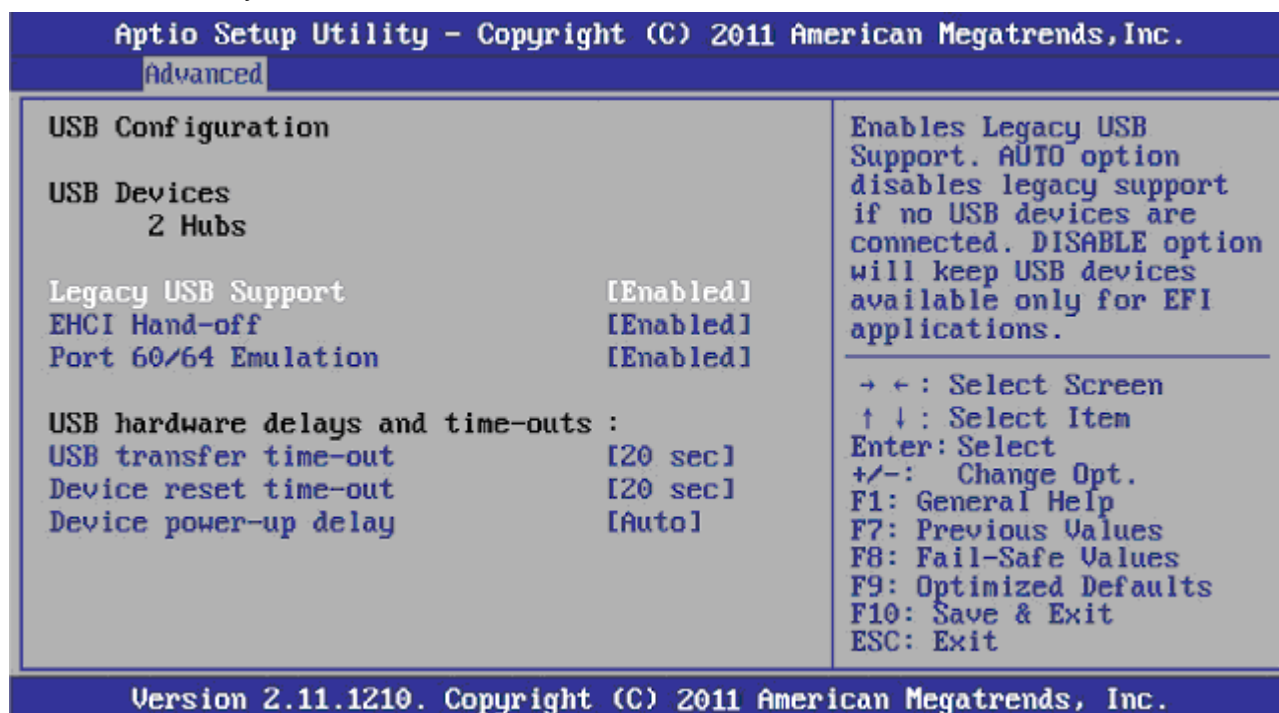 Aptio Setup Utility - Copyright (C) 2011 American Megatrends,Inc.
Advanced
USB Configuration
USB Devices
2 Hubs
Legacy USB Support [Enabled]
EHCI Hand-off [Enabled]
Port 60/64 Emulation [Enabled]
USB hardware delays and time-outs :
USB transfer time-out [20 sec]
Device reset time-out [20 sec]
Device power-up delay [Auto]
Enables Legacy USB
Support. AUTO option
disables legacy support
if no USB devices are
connected. DISABLE option
will keep USB devices
available only for EFI
applications.
→ ←: Select Screen
↑ ↓: Select Item
Enter: Select
+/-: Change Opt.
F1: General Help
F7: Previous Values
F8: Fail-Safe Values
F9: Optimized Defaults
F10: Save & Exit
ESC: Exit
Version 2.11.1210. Copyright (C) 2011 American Megatrends, Inc.